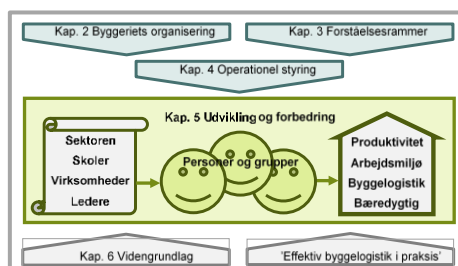 Kap. 2 Byggeriets organisering
Kap. 3 Forståelsesrammer
Kap. 4 Operationel styring
Kap. 5 Udvikling og forbedring
Sektoren
Skoler
Virksomheder
Ledere
Personer og grupper
Produktivitet
Arbejdsmiljø
Byggelogistik
Bæredygtig
Kap. 6 Videngrundlag
'Effektiv byggelogistik i praksis'